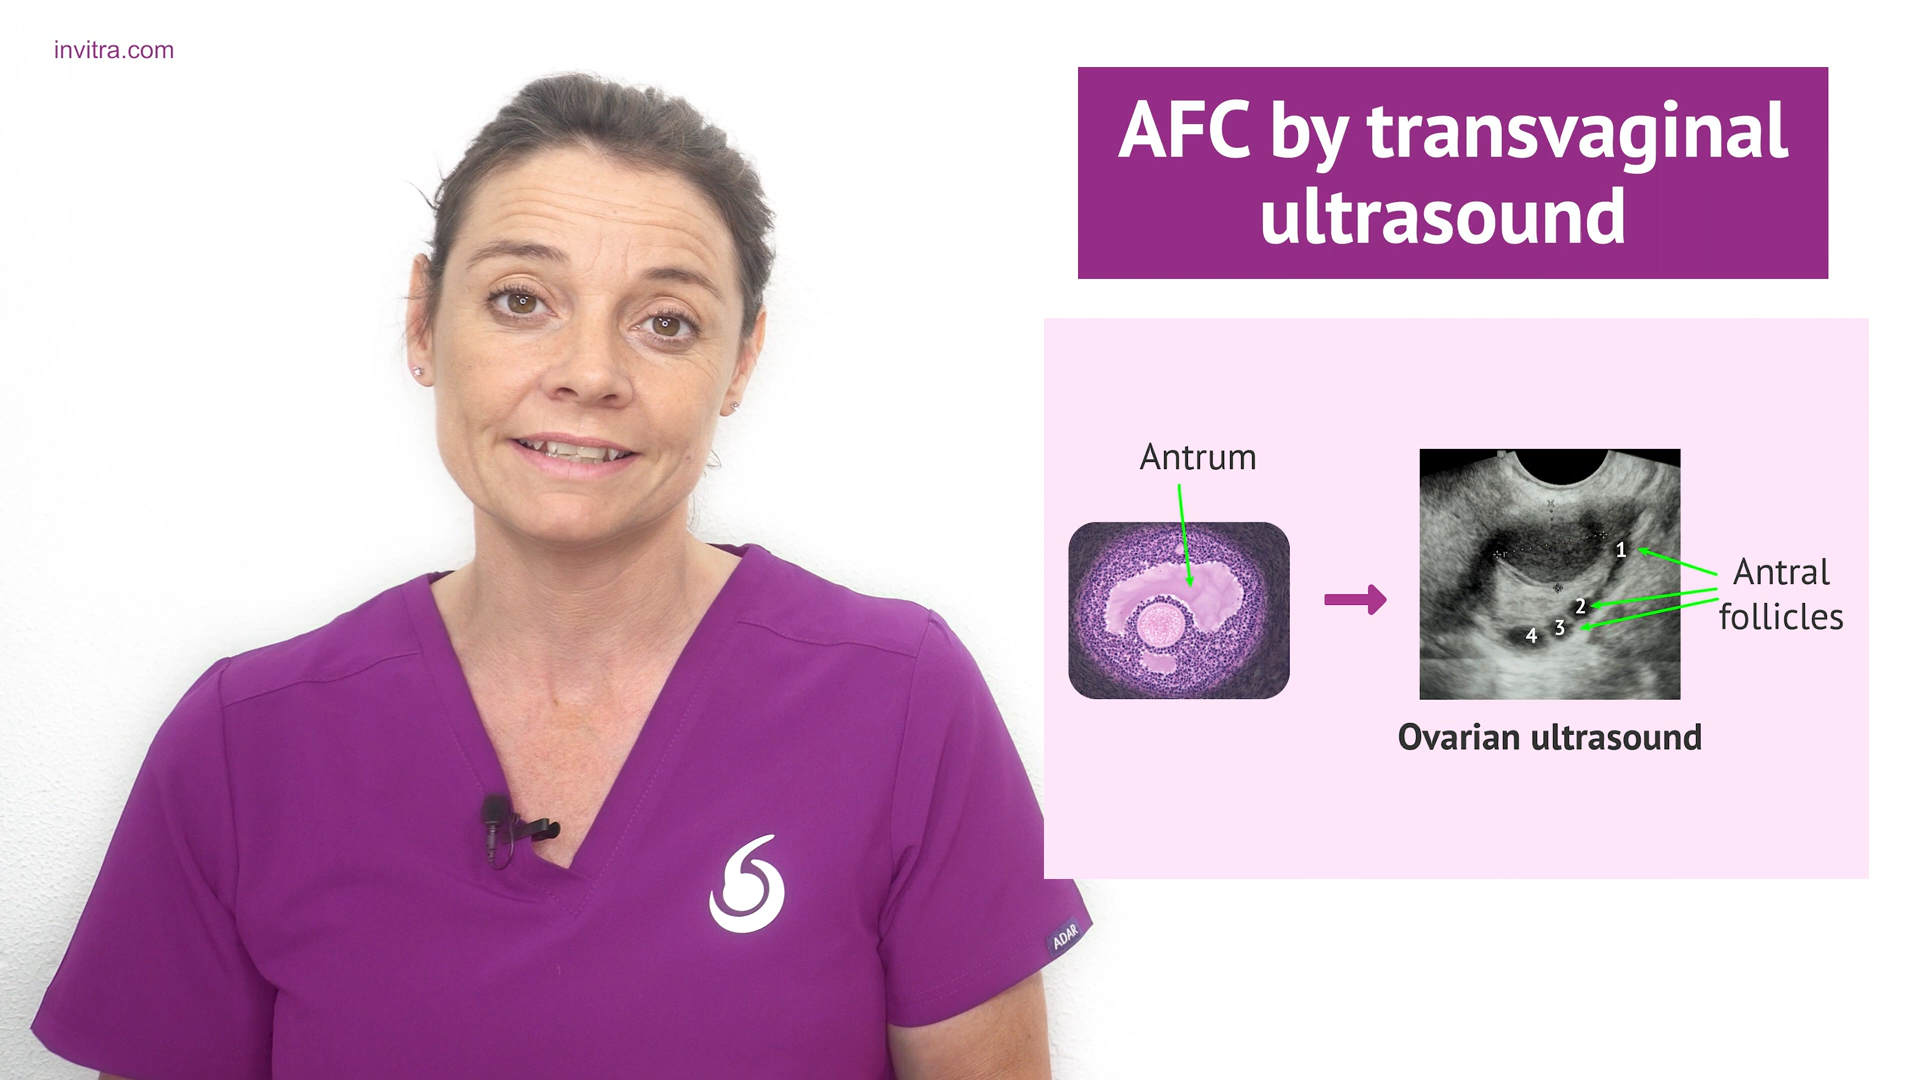 invitra.com
AFC by transvaginal
ultrasound
Antrum
1
2
3
4
Antral
follicles
Ovarian ultrasound
ADAR